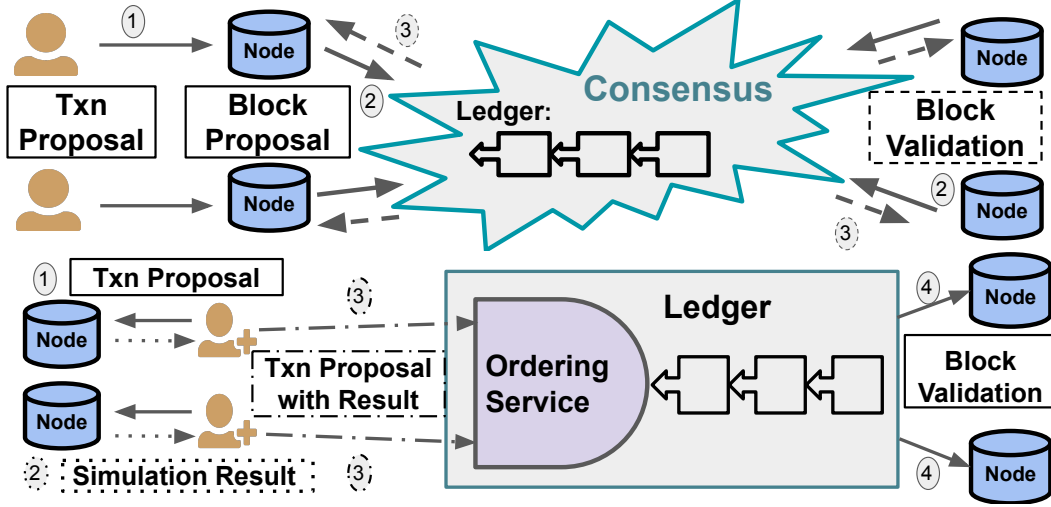 1
Node
3
2
Consensus
Node
Txn
Proposal
Block
Proposal
Ledger:
Block
Validation
Node
Node
2
3
1
Txn Proposal
3
4
Node
Node
Txn Proposal
with Result
Ordering
Service
Ledger
Block
Validation
Node
2
Simulation Result
3
4
Node